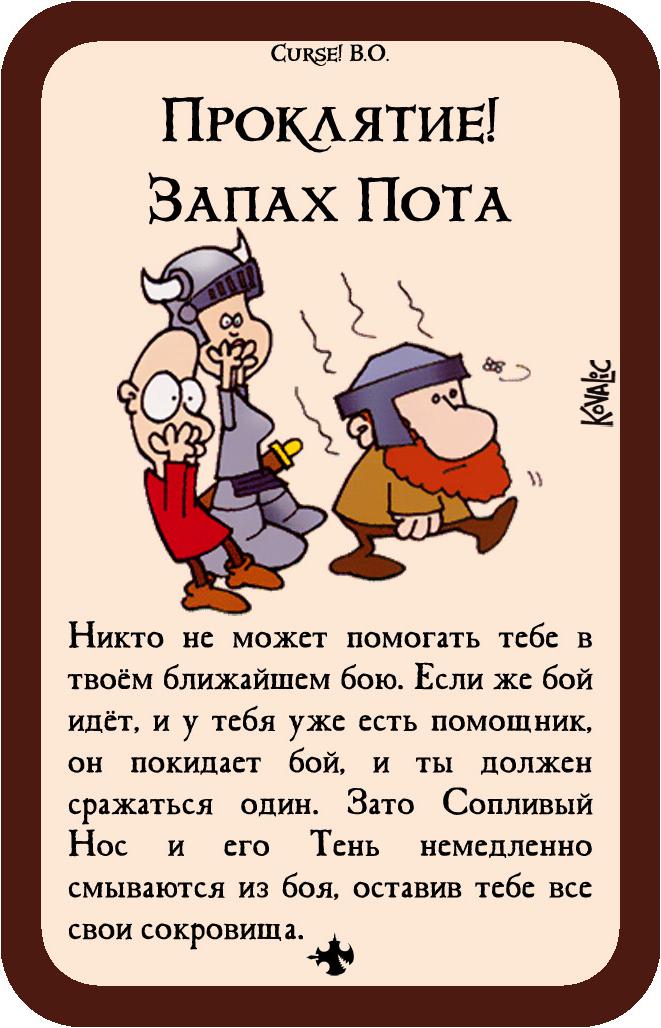 Curse! B.O.
Проклятие!
Запах Пота
Kovalic
Никто не может помогать тебе в
твоём ближайшем бою. Если же бой
идёт, и у тебя уже есть помощник,
он покидает бой, и ты должен
сражаться один. Зато Сопливый
Нос и его Тень немедленно
смываются из боя, оставив тебе все
свои сокровища.